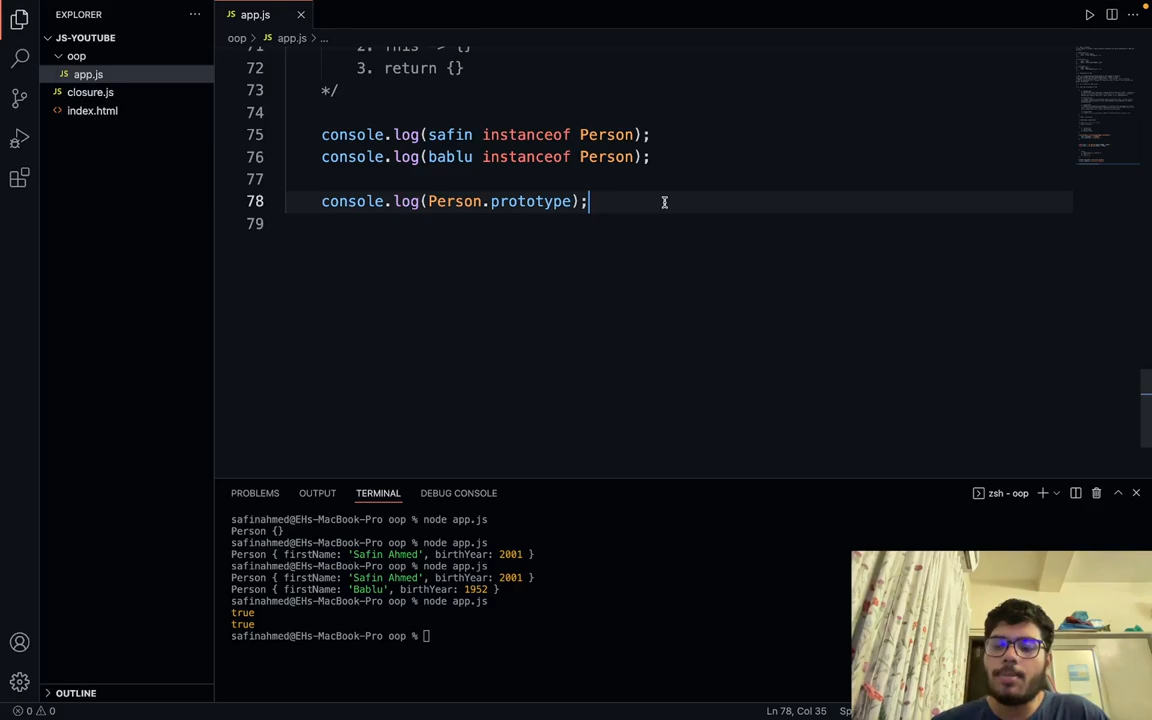 EXPLORER
JS-YOUTUBE
oop
JS app.js
JS closure.js
<> index.html
OUTLINE
JS app.js
oop > JS app.js > ...
72 3. return {}
73 */
74
75 console.log(safin instanceof Person);
76 console.log(bablu instanceof Person);
77
78 console.log(Person.prototype);
79
PROBLEMS OUTPUT TERMINAL DEBUG CONSOLE
zsh - oop
safinahmed@EHs-MacBook-Pro oop % node app.js
Person {}
safinahmed@EHs-MacBook-Pro oop % node app.js
Person { firstName: 'Safin Ahmed', birthYear: 2001 }
safinahmed@EHs-MacBook-Pro oop % node app.js
Person { firstName: 'Safin Ahmed', birthYear: 2001 }
Person { firstName: 'Bablu', birthYear: 1952 }
safinahmed@EHs-MacBook-Pro oop % node app.js
true
true
safinahmed@EHs-MacBook-Pro oop %
0 0
Ln 78, Col 35